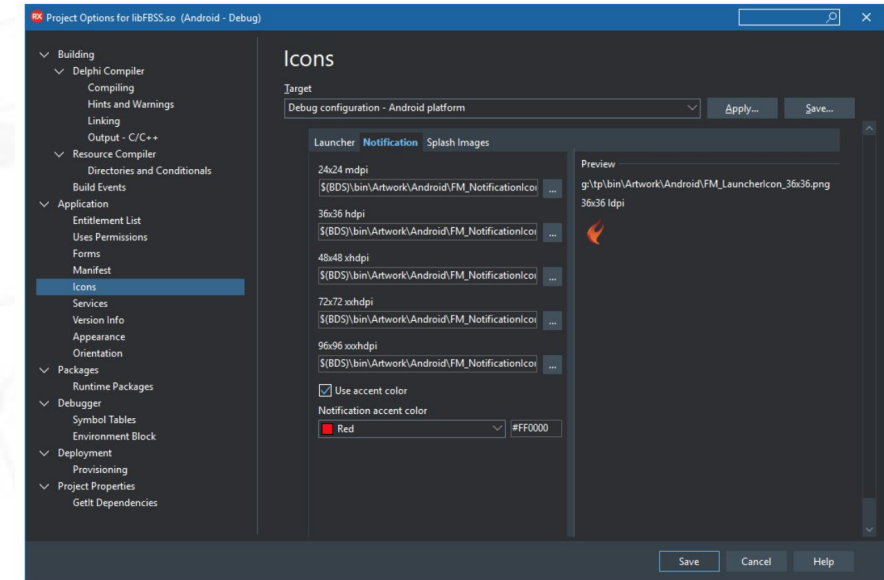 RX Project Options for libFBSS.so (Android - Debug)
Building
Delphi Compiler
Compiling
Hints and Warnings
Linking
Output - C/C++
Resource Compiler
Directories and Conditionals
Build Events
Application
Entitlement List
Uses Permissions
Forms
Manifest
Icons
Services
Version Info
Appearance
Orientation
Packages
Runtime Packages
Debugger
Symbol Tables
Environment Block
Deployment
Provisioning
Project Properties
GetIt Dependencies
Icons
Target
Debug configuration - Android platform
Apply... Save...
Launcher Notification Splash Images
24x24 mdpi
$(BDS)\bin\Artwork\Android\FM_NotificationIco ...
36x36 hdpi
$(BDS)\bin\Artwork\Android\FM_NotificationIco ...
48x48 xhdpi
$(BDS)\bin\Artwork\Android\FM_NotificationIco ...
72x72 xxhdpi
$(BDS)\bin\Artwork\Android\FM_NotificationIco ...
96x96 xxxhdpi
$(BDS)\bin\Artwork\Android\FM_NotificationIco ...
Use accent color
Notification accent color
Red #FF0000
Preview
g:\tp\bin\Artwork\Android\FM_LauncherIcon_36x36.png
36x36 ldpi
Save Cancel Help